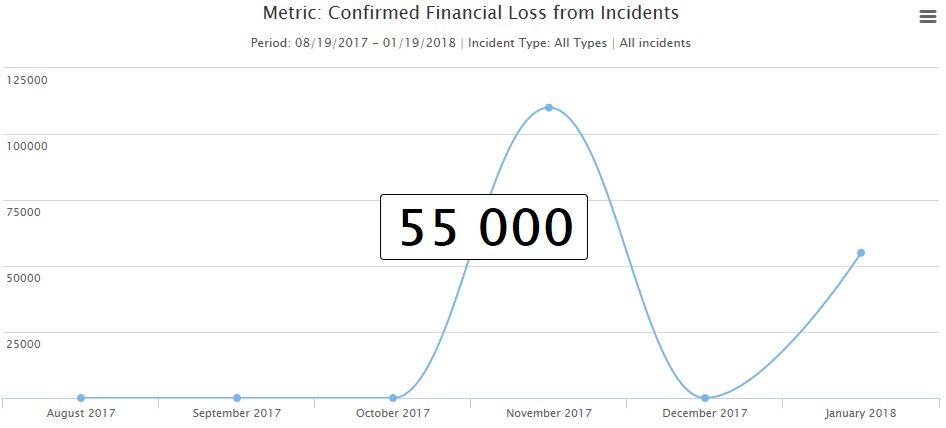 Metric: Confirmed Financial Loss from Incidents
Period: 08/19/2017 - 01/19/2018 | Incident Type: All Types | All incidents
125000
100000
75000
55 000
50000
25000
August 2017 September 2017 October 2017 November 2017 December 2017 January 2018